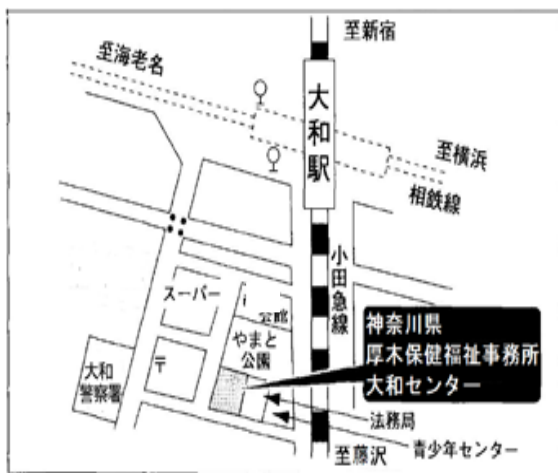 至新宿
至海老名
大和駅
至横浜
相鉄線
小田急線
スーパー
公館
やまと
公園
〒
大和
警察署
神奈川県
厚木保健福祉事務所
大和センター
法務局
青少年センター
至藤沢